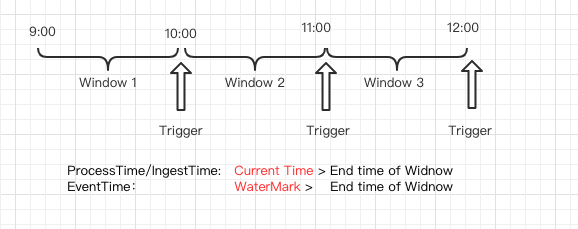 9:00 10:00 11:00 12:00
Window 1 Window 2 Window 3
Trigger Trigger Trigger
ProcessTime/IngestTime: Current Time > End time of Widnow
EventTime: WaterMark > End time of Widnow